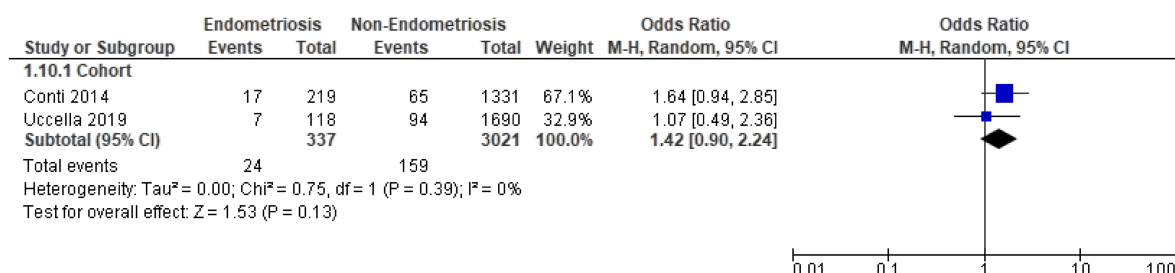 Endometriosis Non-Endometriosis Odds Ratio Odds Ratio
Study or Subgroup Events Total Events Total Weight M-H, Random, 95% CI M-H, Random, 95% CI
1.10.1 Cohort
Conti 2014 17 219 65 1331 67.1% 1.64 [0.94, 2.85]
Uccella 2019 7 118 94 1690 32.9% 1.07 [0.49, 2.36]
Subtotal (95% CI) 337 3021 100.0% 1.42 [0.90, 2.24]
Total events 24 159
Heterogeneity: Tau² = 0.00; Chi² = 0.75, df = 1 (P = 0.39); I² = 0%
Test for overall effect: Z = 1.53 (P = 0.13)
0.01 0.1 1 10 100